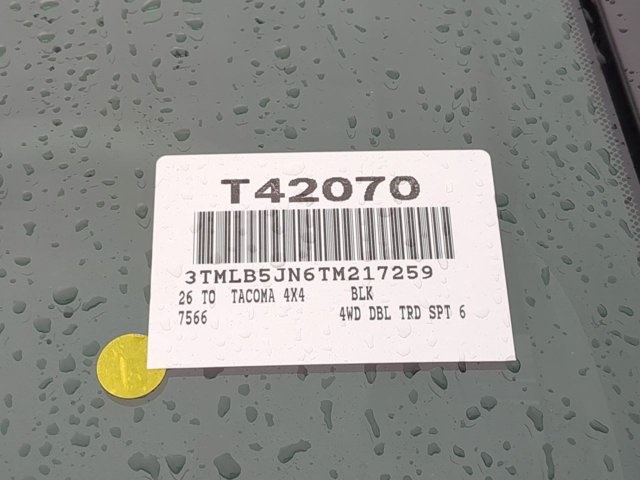 T42070
3TMLB5JN6TM217259
26 TO TACOMA 4X4 BLK
7566 4WD DBL TRD SPT 6